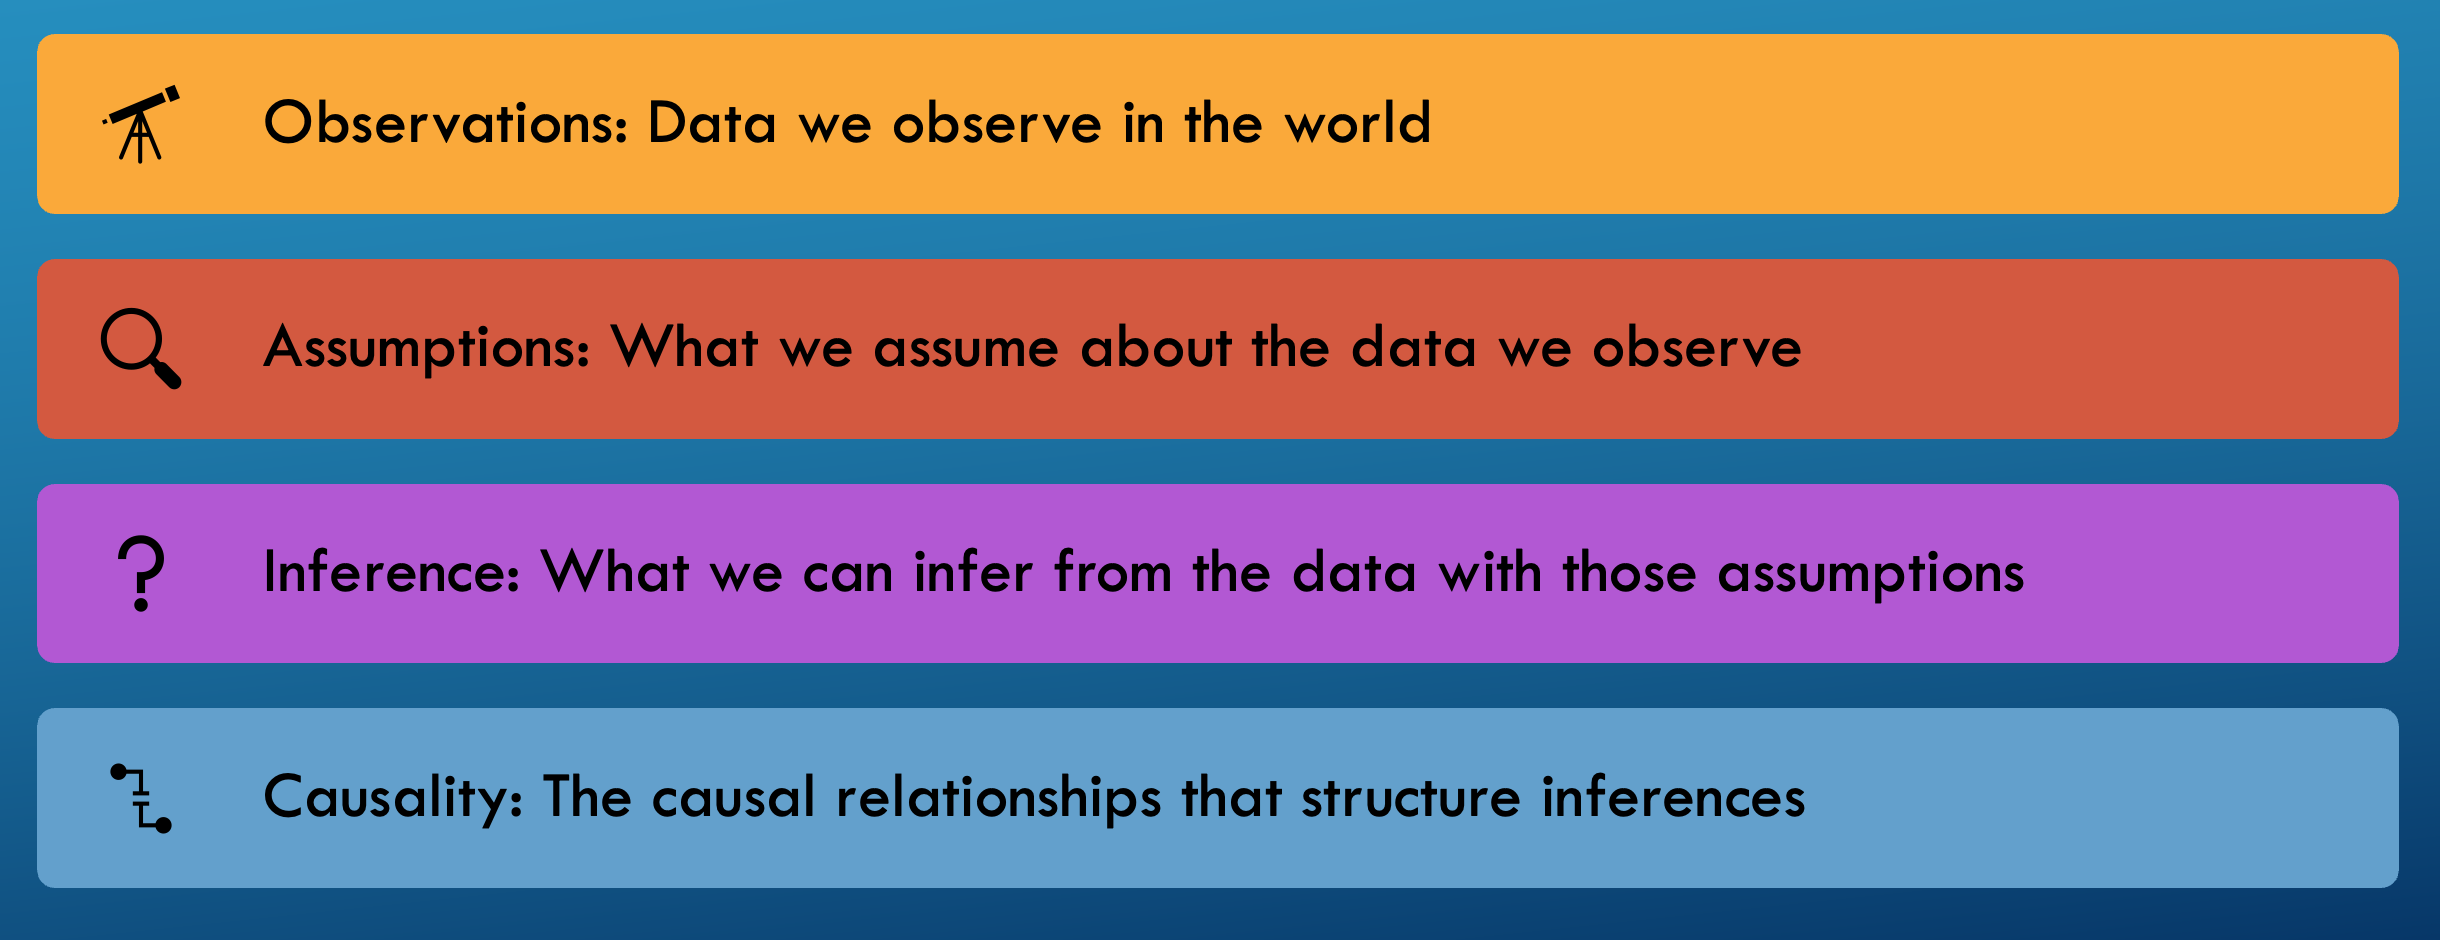 Observations: Data we observe in the world
Assumptions: What we assume about the data we observe
Inference: What we can infer from the data with those assumptions
Causality: The causal relationships that structure inferences